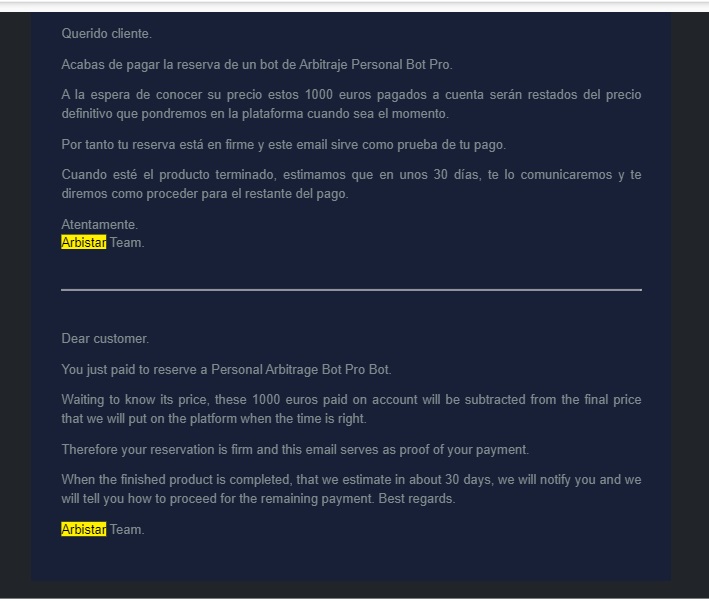 Querido cliente.
Acabas de pagar la reserva de un bot de Arbitraje Personal Bot Pro.
A la espera de conocer su precio estos 1000 euros pagados a cuenta serán restados del precio
definitivo que pondremos en la plataforma cuando sea el momento.
Por tanto tu reserva está en firme y este email sirve como prueba de tu pago.
Cuando esté el producto terminado, estimamos que en unos 30 días, te lo comunicaremos y te
diremos como proceder para el restante del pago.
Atentamente.
Arbistar Team.
Dear customer.
You just paid to reserve a Personal Arbitrage Bot Pro Bot.
Waiting to know its price, these 1000 euros paid on account will be subtracted from the final price
that we will put on the platform when the time is right.
Therefore your reservation is firm and this email serves as proof of your payment.
When the finished product is completed, that we estimate in about 30 days, we will notify you and we
will tell you how to proceed for the remaining payment. Best regards.
Arbistar Team.